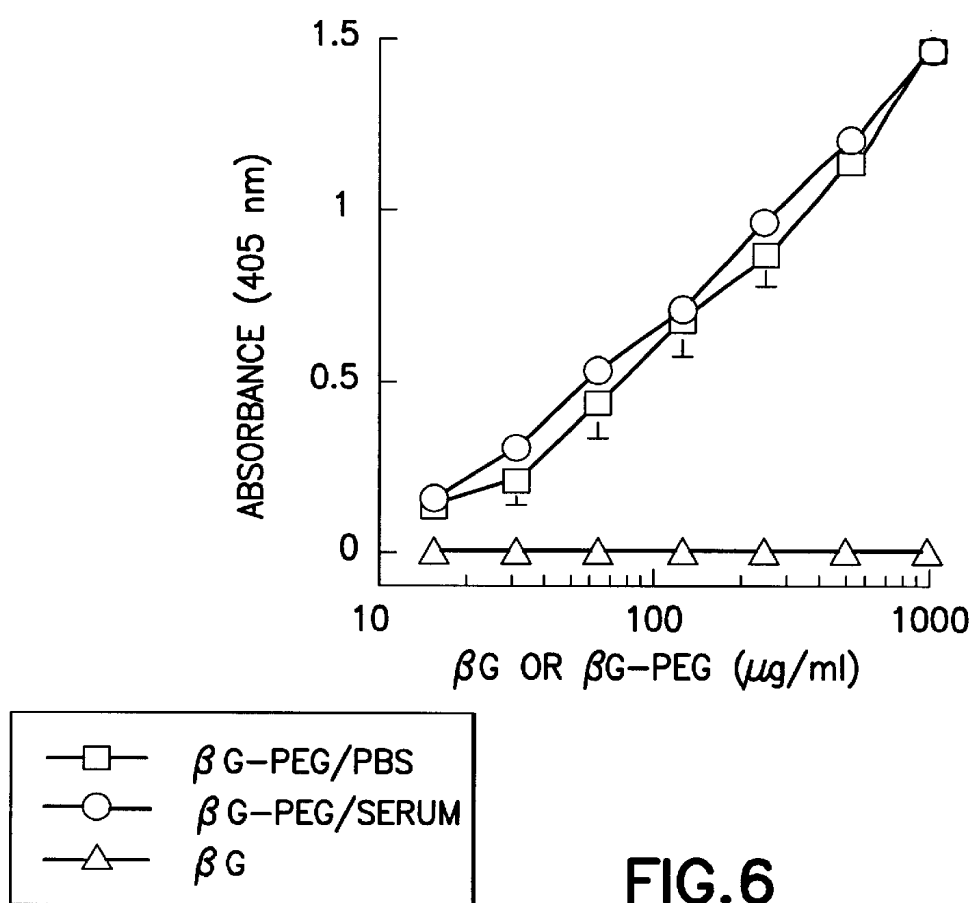 1.5
1
0.5
0
ABSORBANCE (405 nm)
10 100 1000
βG OR βG-PEG (μg/ml)
βG-PEG/PBS
βG-PEG/SERUM
βG
FIG.6